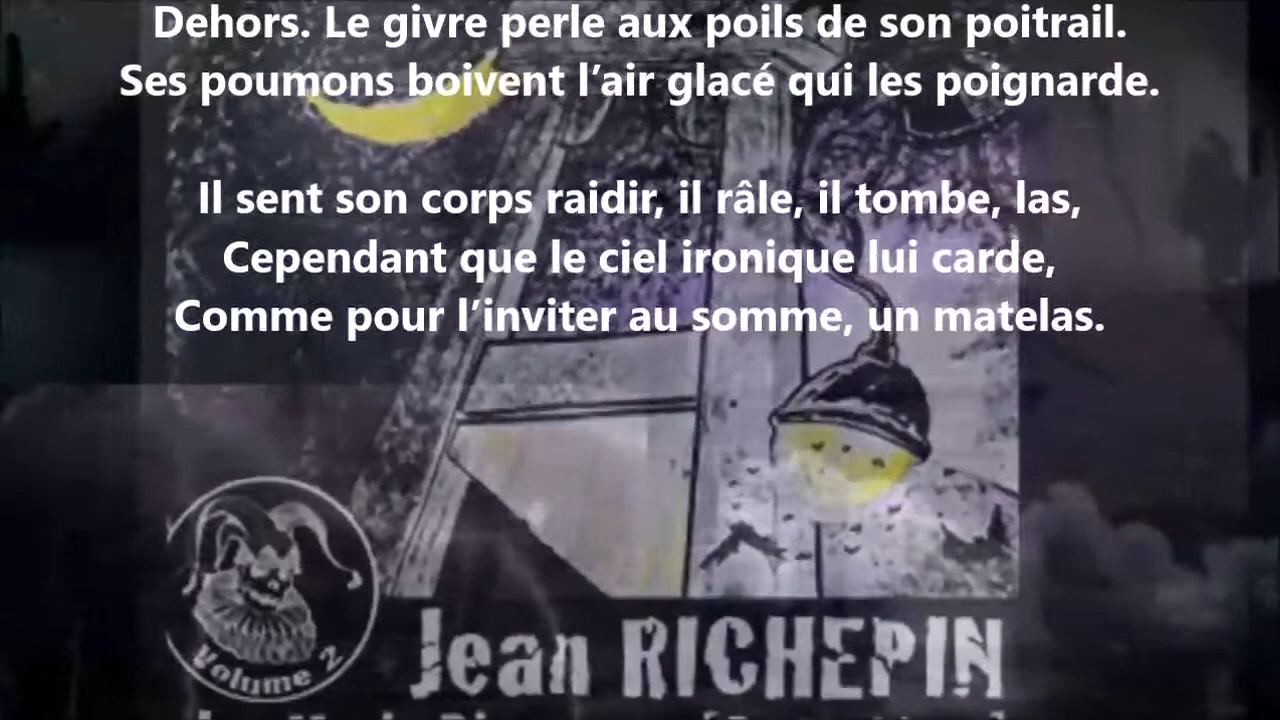 Dehors. Le givre perle aux poils de son poitrail.
Ses poumons boivent l’air glacé qui les poignarde.
Il sent son corps raidir, il râle, il tombe, las,
Cependant que le ciel ironique lui carde,
Comme pour l’inviter au somme, un matelas.
Volume 2
Jean RICHEPIN